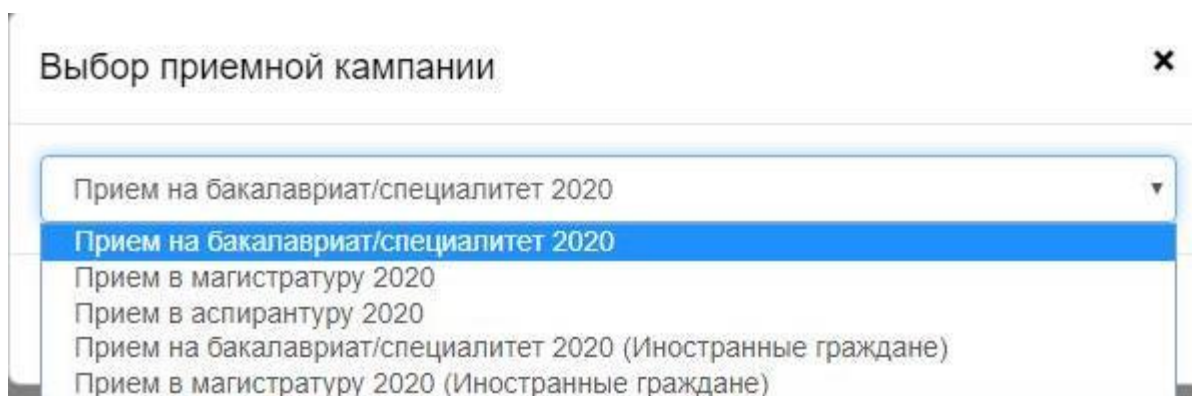 Выбор приемной кампании
Прием на бакалавриат/специалитет 2020
Прием на бакалавриат/специалитет 2020
Прием в магистратуру 2020
Прием в аспирантуру 2020
Прием на бакалавриат/специалитет 2020 (Иностранные граждане)
Прием в магистратуру 2020 (Иностранные граждане)